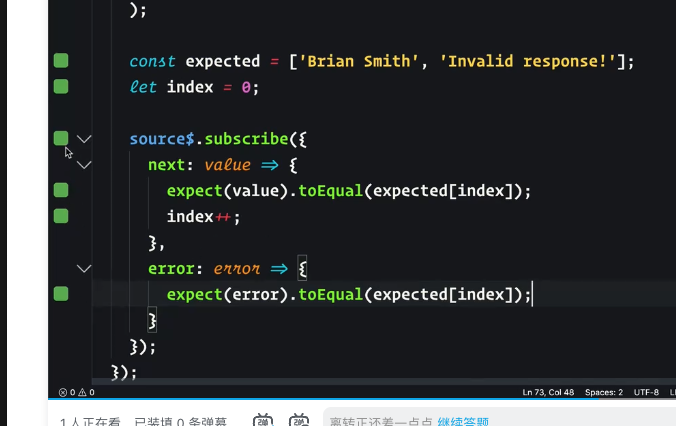 );
const expected = ['Brian Smith', 'Invalid response!'];
let index = 0;
source$.subscribe({
next: value => {
expect(value).toEqual(expected[index]);
index++;
},
error: error => {
expect(error).toEqual(expected[index]);
}
});
});
0 0 Ln 73, Col 48 Spaces: 2 UTF-8
1人正在看, 已装填 0 条弹幕 弹 弹 离转正还差一点点 继续答题